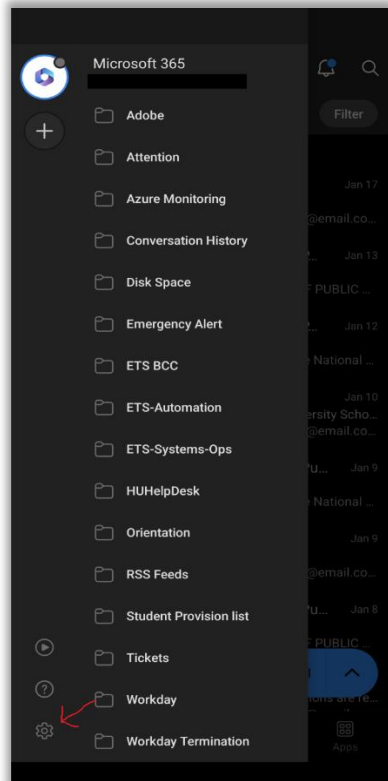 Microsoft 365
Filter
Adobe
Attention
Azure Monitoring
Jan 17
@email.co...
Conversation History
Jan 13
Disk Space
F PUBLIC ...
Emergency Alert
Jan 12
ETS BCC
National ...
ETS-Automation
Jan 10
ersity Scho...
@email.co...
ETS-Systems-Ops
Jan 9
HUHelpDesk
National ...
Orientation
Jan 9
RSS Feeds
@email.co...
Student Provision list
Jan 8
F PUBLIC ...
Tickets
Workday
Workday Termination
Apps